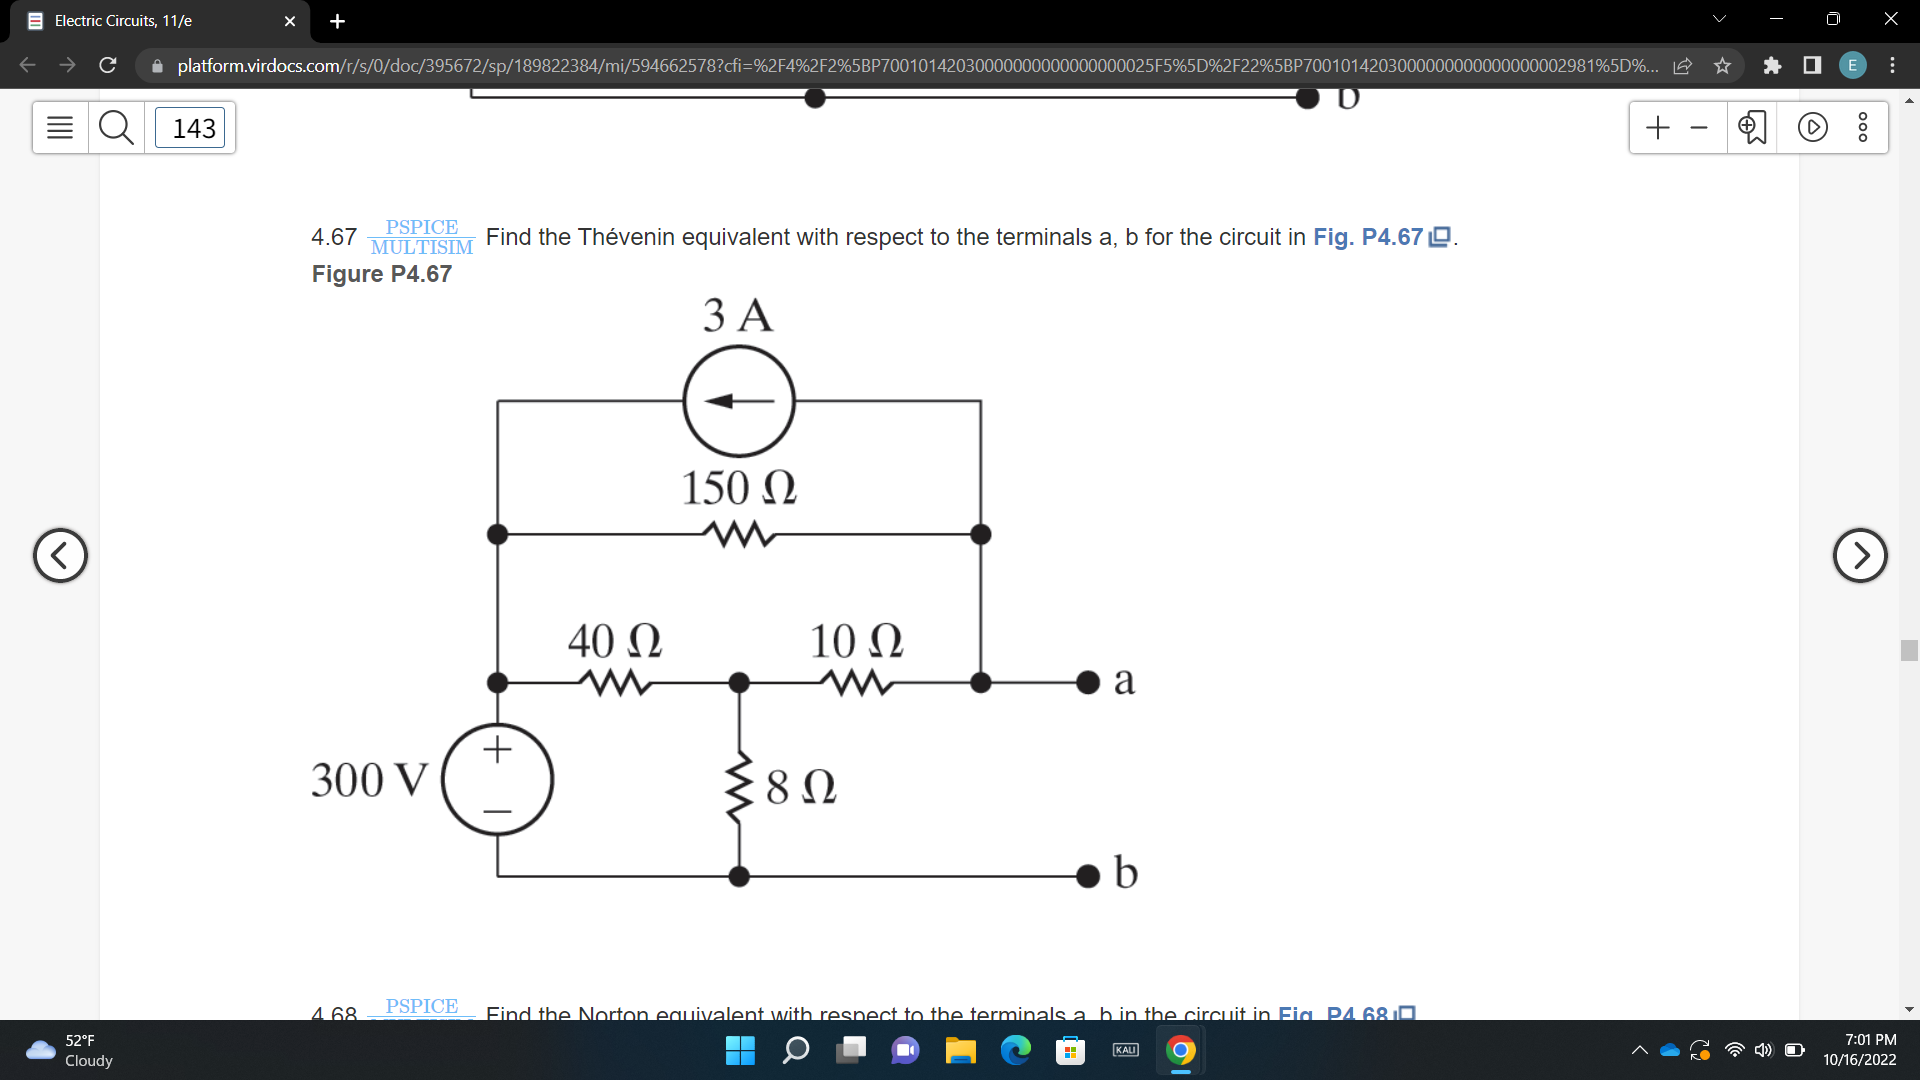 Electric Circuits, 11/e
platform.virdocs.com/r/s/0/doc/395672/sp/189822384/mi/594662578?cfi=%2F4%2F2%5BP7001014203000000000000000025F5%5D%2F22%5BP700101420300000000000000002981%5D%...
E
b
143
4.67 PSPICE MULTISIM Find the Thévenin equivalent with respect to the terminals a, b for the circuit in Fig. P4.67.
Figure P4.67
3 A
150 Ω
40 Ω
10 Ω
a
+
300 V
8 Ω
−
b
4.68 PSPICE Find the Norton equivalent with respect to the terminals a, b in the circuit in Fig. P4.68
52°F
Cloudy
KALI
7:01 PM
10/16/2022